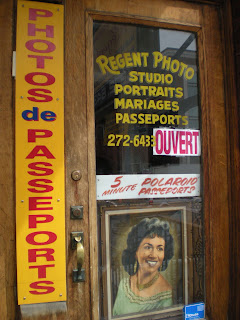 PHOTOS de PASSEPORTS
REGENT PHOTO
STUDIO
PORTRAITS
MARIAGES
PASSEPORTS
272-6433
OUVERT
5 POLAROID
MINUTE PASSEPORTS